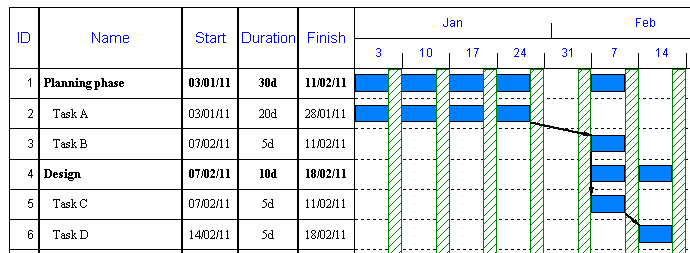 Jan Feb
ID Name Start Duration Finish
3 10 17 24 31 7 14
1 Planning phase 03/01/11 30d 11/02/11
2 Task A 03/01/11 20d 28/01/11
3 Task B 07/02/11 5d 11/02/11
4 Design 07/02/11 10d 18/02/11
5 Task C 07/02/11 5d 11/02/11
6 Task D 14/02/11 5d 18/02/11